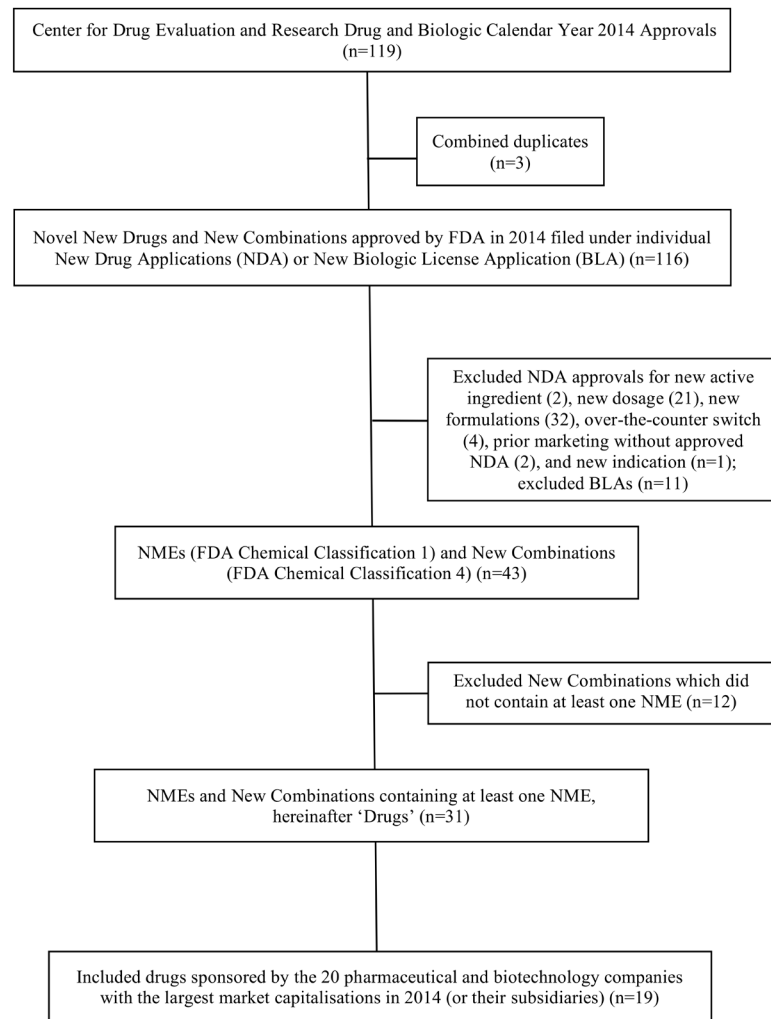 Center for Drug Evaluation and Research Drug and Biologic Calendar Year 2014 Approvals
(n=119)
Combined duplicates
(n=3)
Novel New Drugs and New Combinations approved by FDA in 2014 filed under individual
New Drug Applications (NDA) or New Biologic License Application (BLA) (n=116)
Excluded NDA approvals for new active
ingredient (2), new dosage (21), new
formulations (32), over-the-counter switch
(4), prior marketing without approved
NDA (2), and new indication (n=1);
excluded BLAs (n=11)
NMEs (FDA Chemical Classification 1) and New Combinations
(FDA Chemical Classification 4) (n=43)
Excluded New Combinations which did
not contain at least one NME (n=12)
NMEs and New Combinations containing at least one NME,
hereinafter ‘Drugs’ (n=31)
Included drugs sponsored by the 20 pharmaceutical and biotechnology companies
with the largest market capitalisations in 2014 (or their subsidiaries) (n=19)